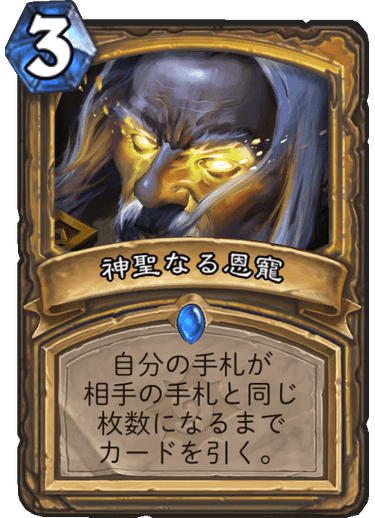 3
神聖なる恩寵
自分の手札が
相手の手札と同じ
枚数になるまで
カードを引く。